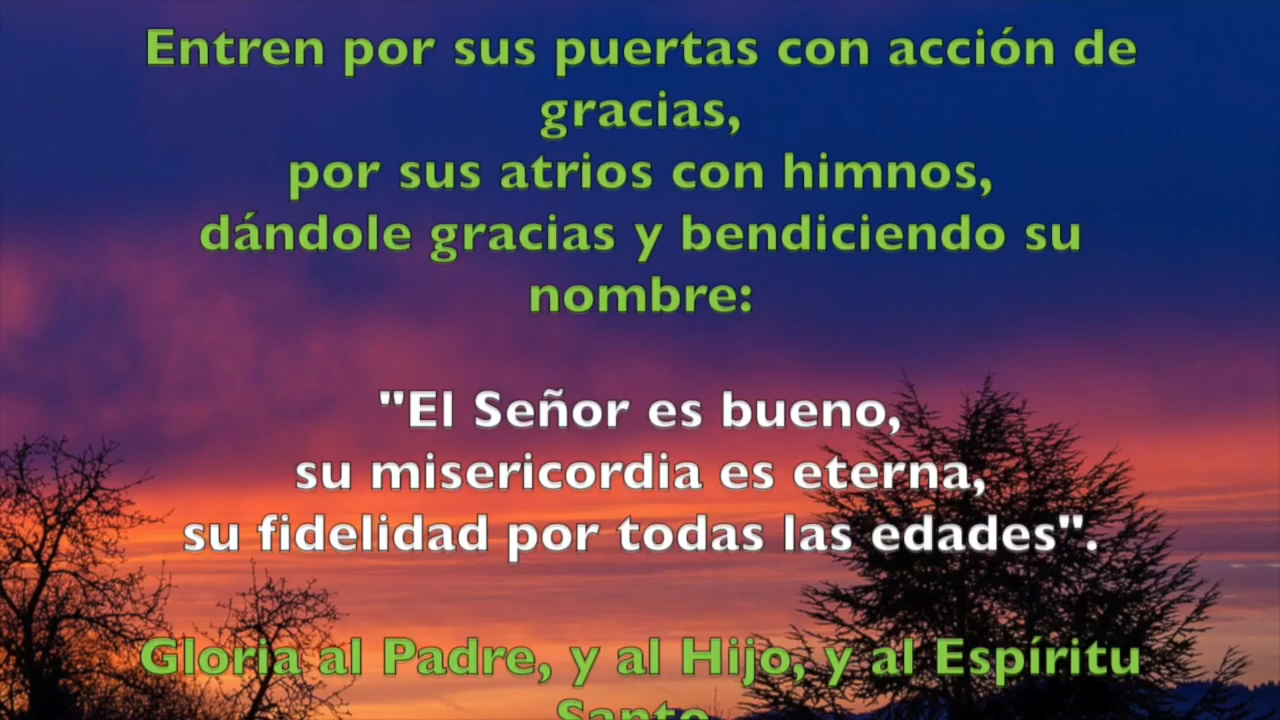 Entren por sus puertas con acción de
gracias,
por sus atrios con himnos,
dándole gracias y bendiciendo su
nombre:
"El Señor es bueno,
su misericordia es eterna,
su fidelidad por todas las edades".
Gloria al Padre, y al Hijo, y al Espíritu
Santo